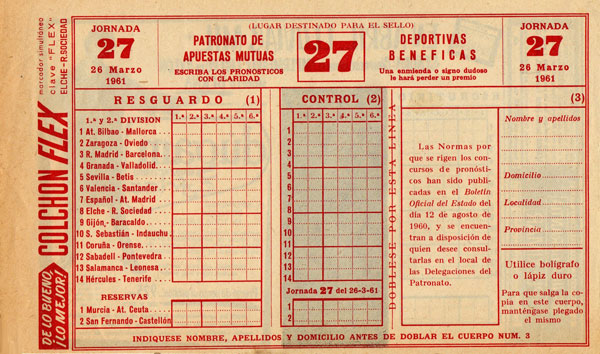 marcador simultáneo
clave "FLEX"
ELCHE - R. SOCIEDAD
DE LO BUENO,
¡LO MEJOR!
COLCHON FLEX
JORNADA
27
26 Marzo
1961
(LUGAR DESTINADO PARA EL SELLO)
PATRONATO DE
APUESTAS MUTUAS
ESCRIBA LOS PRONOSTICOS
CON CLARIDAD
27
DEPORTIVAS
BENEFICAS
Una enmienda o signo dudoso
le hará perder un premio
JORNADA
27
26 Marzo
1961
RESGUARDO (1)
1.ª y 2.ª DIVISION 1.º 2.º 3.º 4.º 5.º 6.º
1 At. Bilbao - Mallorca
2 Zaragoza - Oviedo
3 R. Madrid - Barcelona
4 Granada - Valladolid
5 Sevilla - Betis
6 Valencia - Santander
7 Español - At. Madrid
8 Elche - R. Sociedad
9 Gijón - Baracaldo
10 S. Sebastián - Indauchu
11 Coruña - Orense
12 Sabadell - Pontevedra
13 Salamanca - Leonesa
14 Hércules - Tenerife
RESERVAS
1 Murcia - At. Ceuta
2 San Fernando - Castellón
CONTROL (2)
1.º 2.º 3.º 4.º 5.º 6.º
1
2
3
4
5
6
7
8
9
10
11
12
13
14
Jornada 27 del 26-3-61
1
2
DOBLESE POR ESTA LINEA
Las Normas por
que se rigen los con-
cursos de pronósti-
cos han sido publi-
cadas en el Boletín
Oficial del Estado del
día 12 de agosto de
1960, y se encuen-
tran a disposición de
quien desee consul-
tarlas en el local de
las Delegaciones del
Patronato.
(3)
Nombre y apellidos
Domicilio
Localidad
Provincia
Utilice bolígrafo
o lápiz duro
Para que salga la co-
pia en este cuerpo,
manténgase plegado
el mismo
INDIQUESE NOMBRE, APELLIDOS Y DOMICILIO ANTES DE DOBLAR EL CUERPO NUM. 3